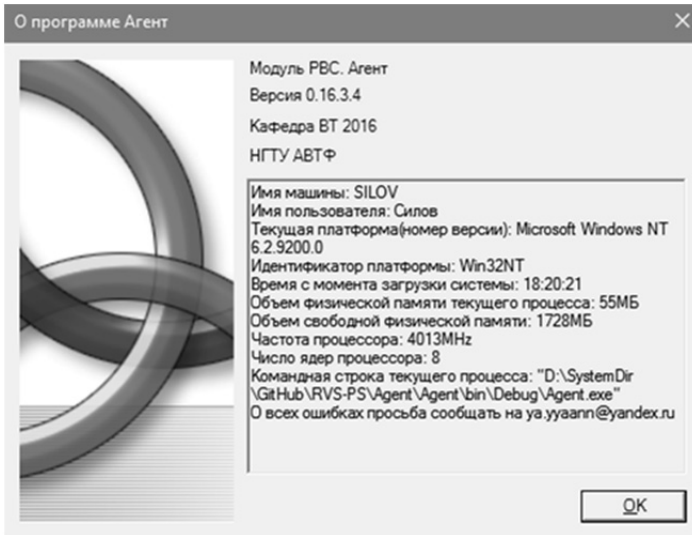 О программе Агент
Модуль РВС. Агент
Версия 0.16.3.4
Кафедра ВТ 2016
НГТУ АВТФ
Имя машины: SILOV
Имя пользователя: Силов
Текущая платформа(номер версии): Microsoft Windows NT
6.2.9200.0
Идентификатор платформы: Win32NT
Время с момента загрузки системы: 18:20:21
Объем физической памяти текущего процесса: 55МБ
Объем свободной физической памяти: 1728МБ
Частота процессора: 4013MHz
Число ядер процессора: 8
Командная строка текущего процесса: "D:\SystemDir
\GitHub\RVS-PS\Agent\Agent\bin\Debug\Agent.exe"
О всех ошибках просьба сообщать на ya.yyaann@yandex.ru
OK